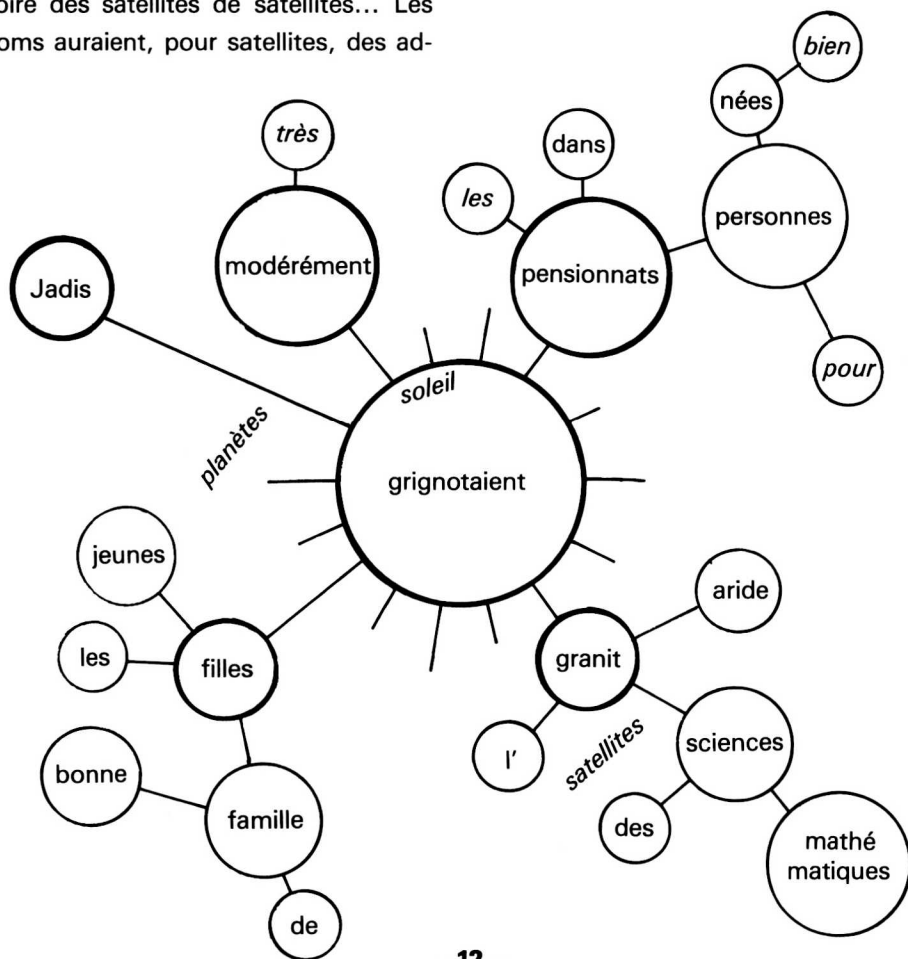 oire des satellites de satellites... Les
oms auraient, pour satellites, des ad-
bien
nées
très
dans
les
personnes
modérément
pensionnats
Jadis
pour
soleil
planètes
grignotaient
jeunes
aride
les
filles
granit
l'
satellites
sciences
bonne
famille
des
mathé
matiques
de
12